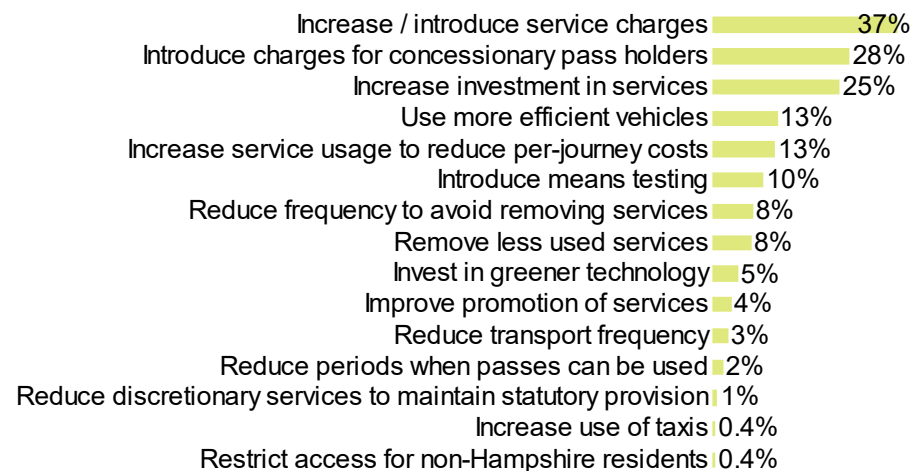 Increase / introduce service charges 37%
Introduce charges for concessionary pass holders 28%
Increase investment in services 25%
Use more efficient vehicles 13%
Increase service usage to reduce per-journey costs 13%
Introduce means testing 10%
Reduce frequency to avoid removing services 8%
Remove less used services 8%
Invest in greener technology 5%
Improve promotion of services 4%
Reduce transport frequency 3%
Reduce periods when passes can be used 2%
Reduce discretionary services to maintain statutory provision 1%
Increase use of taxis 0.4%
Restrict access for non-Hampshire residents 0.4%